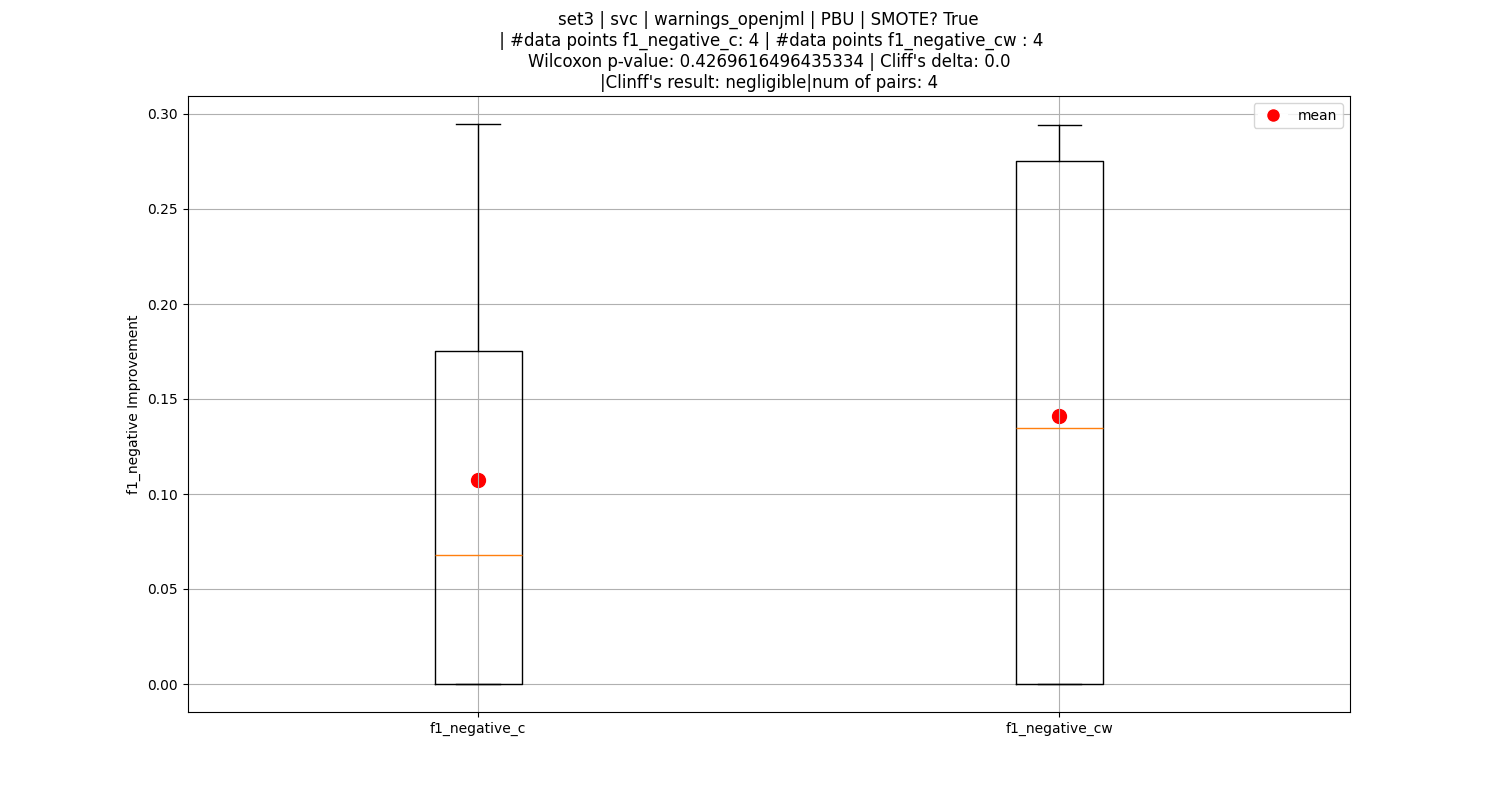 set3 | svc | warnings_openjml | PBU | SMOTE? True
| #data points f1_negative_c: 4 | #data points f1_negative_cw : 4
Wilcoxon p-value: 0.4269616496435334 | Cliff's delta: 0.0
|Clinff's result: negligible|num of pairs: 4
mean
0.30
0.25
0.20
0.15
0.10
0.05
0.00
f1_negative Improvement
f1_negative_c
f1_negative_cw